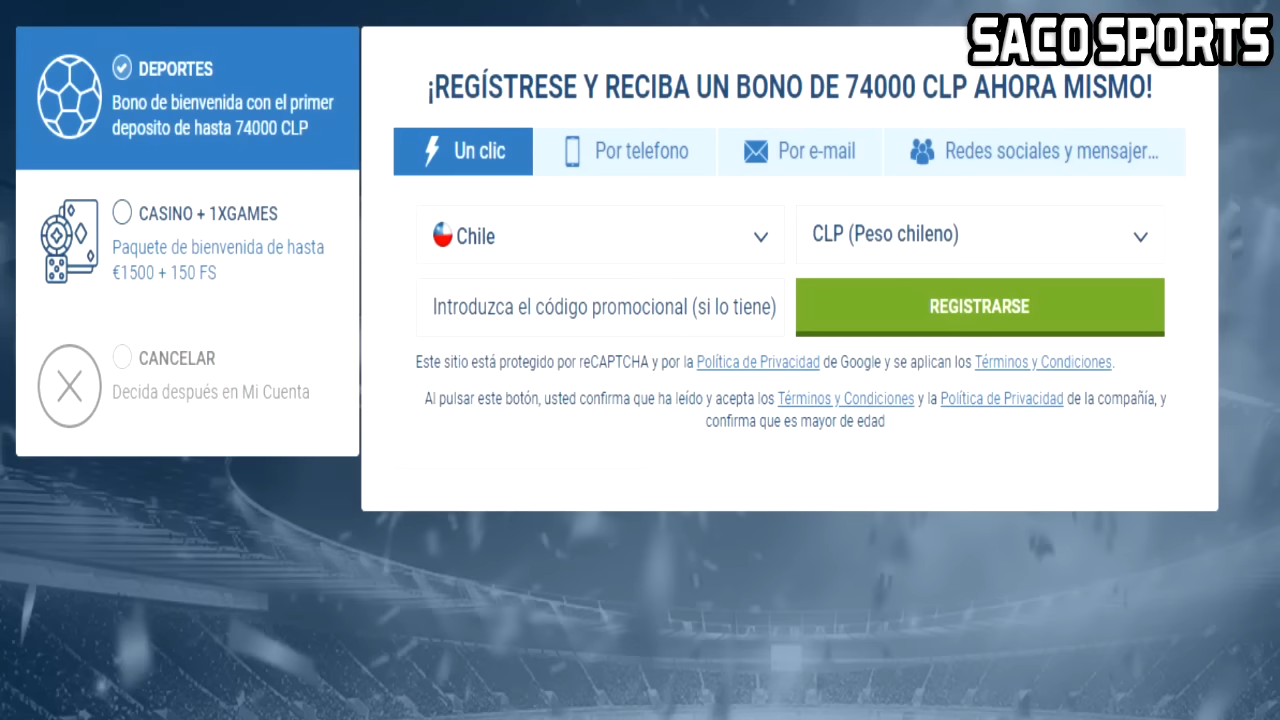 SACO SPORTS
DEPORTES
Bono de bienvenida con el primer
deposito de hasta 74000 CLP
CASINO + 1XGAMES
Paquete de bienvenida de hasta
€1500 + 150 FS
CANCELAR
Decida después en Mi Cuenta
¡REGÍSTRESE Y RECIBA UN BONO DE 74000 CLP AHORA MISMO!
Un clic
Por telefono
Por e-mail
Redes sociales y mensajer...
Chile
CLP (Peso chileno)
Introduzca el código promocional (si lo tiene)
REGISTRARSE
Este sitio está protegido por reCAPTCHA y por la Política de Privacidad de Google y se aplican los Términos y Condiciones.
Al pulsar este botón, usted confirma que ha leído y acepta los Términos y Condiciones y la Política de Privacidad de la compañía, y
confirma que es mayor de edad